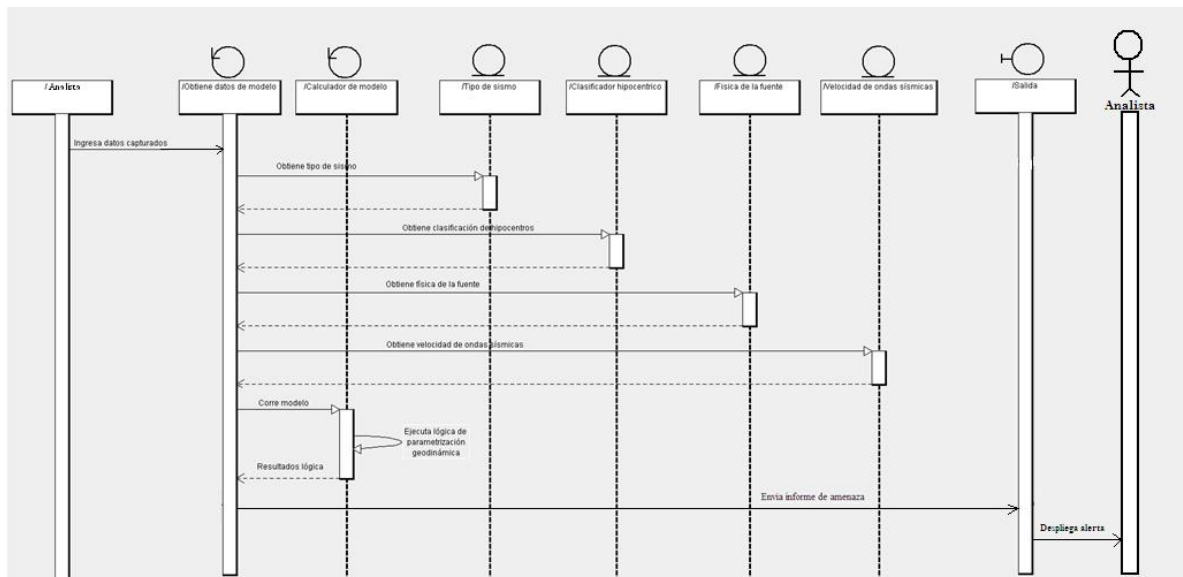 /Analista
/Obtiene datos de modelo
/Calculador de modelo
/Tipo de sismo
/Clasificador hipocentrico
/Fisica de la fuente
/Velocidad de ondas sísmicas
/Salida
Analista
Ingresa datos capturados
Obtiene tipo de sismo
Obtiene clasificación de hipocentros
Obtiene física de la fuente
Obtiene velocidad de ondas sísmicas
Corre modelo
Ejecuta lógica de
parametrización
geodinámica
Resultados lógica
Envia informe de amenaza
Despliega alerta